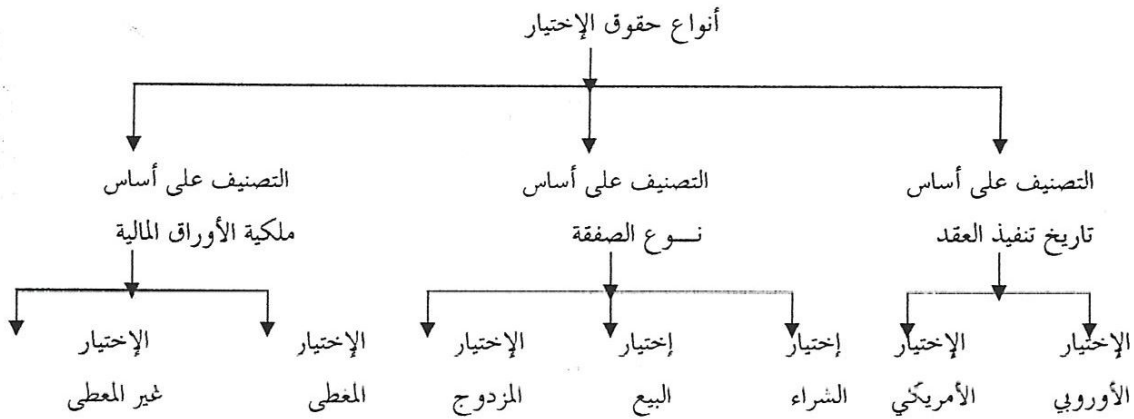 أنواع حقوق الإختيار
التصنيف على أساس
تاريخ تنفيذ العقد
التصنيف على أساس
نـــوع الصفقة
التصنيف على أساس
ملكية الأوراق المالية
الإختيار
الأوروبي
الإختيار
الأمريكي
إختيار
الشراء
إختيار
البيع
الإختيار
المزدوج
الإختيار
المغطى
الإختيار
غير المعطى